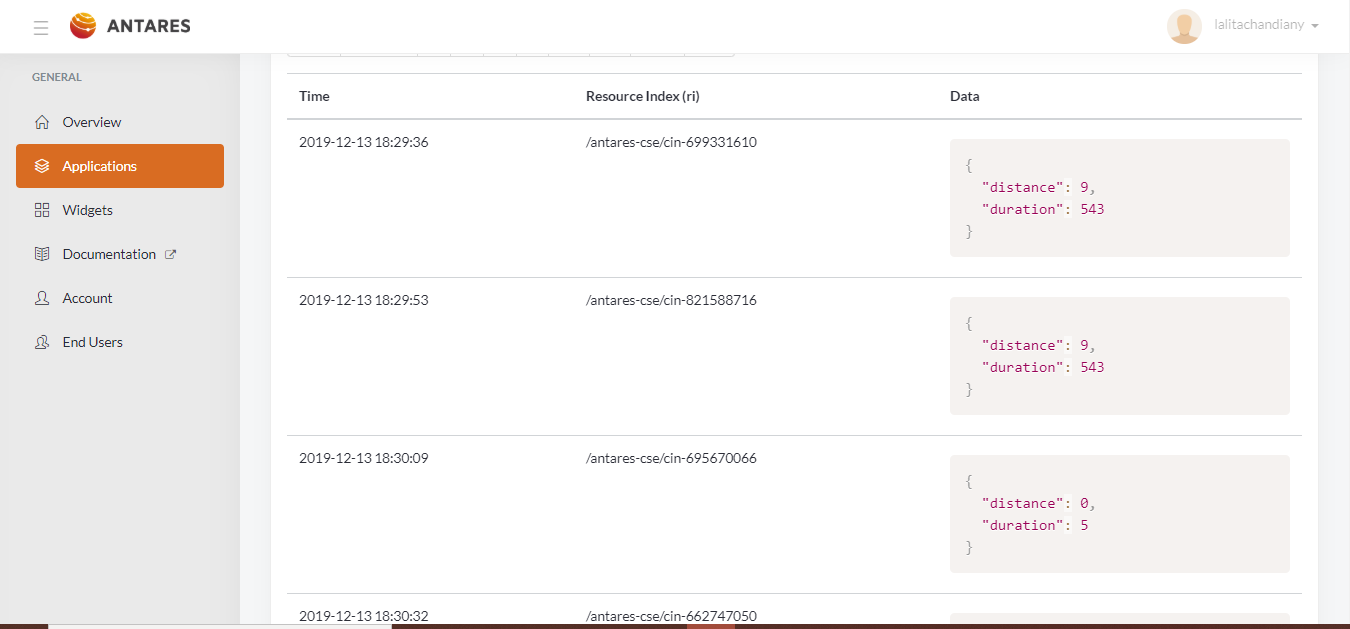 ANTARES
lalitachandiany
GENERAL
Overview
Applications
Widgets
Documentation
Account
End Users
Time Resource Index (ri) Data
2019-12-13 18:29:36 /antares-cse/cin-699331610
{
"distance": 9,
"duration": 543
}
2019-12-13 18:29:53 /antares-cse/cin-821588716
{
"distance": 9,
"duration": 543
}
2019-12-13 18:30:09 /antares-cse/cin-695670066
{
"distance": 0,
"duration": 5
}
2019-12-13 18:30:32 /antares-cse/cin-662747050